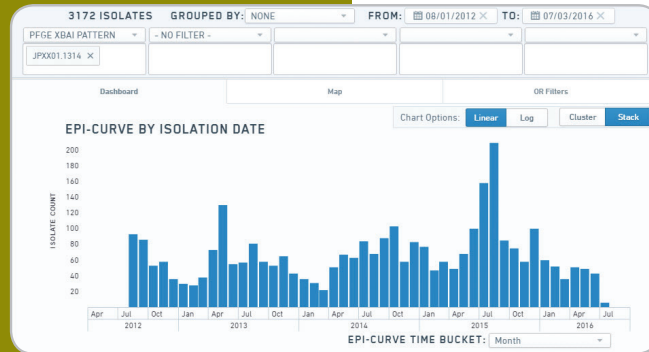 3172 ISOLATES GROUPED BY: NONE FROM: 08/01/2012 × TO: 07/03/2016 ×
PFGE XBAI PATTERN - NO FILTER -
JPXX01.1314 ×
Dashboard Map OR Filters
Chart Options: Linear Log Cluster Stack
EPI-CURVE BY ISOLATION DATE
200
180
160
140
120
100
80
60
40
20
ISOLATE COUNT
Apr Jul Oct Jan Apr Jul Oct Jan Apr Jul Oct Jan Apr Jul Oct Jan Apr Jul
2012 2013 2014 2015 2016
EPI-CURVE TIME BUCKET: Month